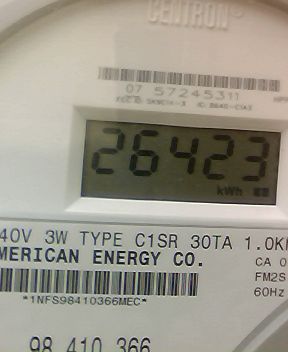 CENTRON®
07 57245311
26423
kWh
40V 3W TYPE C1SR 30TA 1.0K
MERICAN ENERGY CO.
CA 0
FM2S
*1NFS98410366MEC*
60Hz
98 410 366